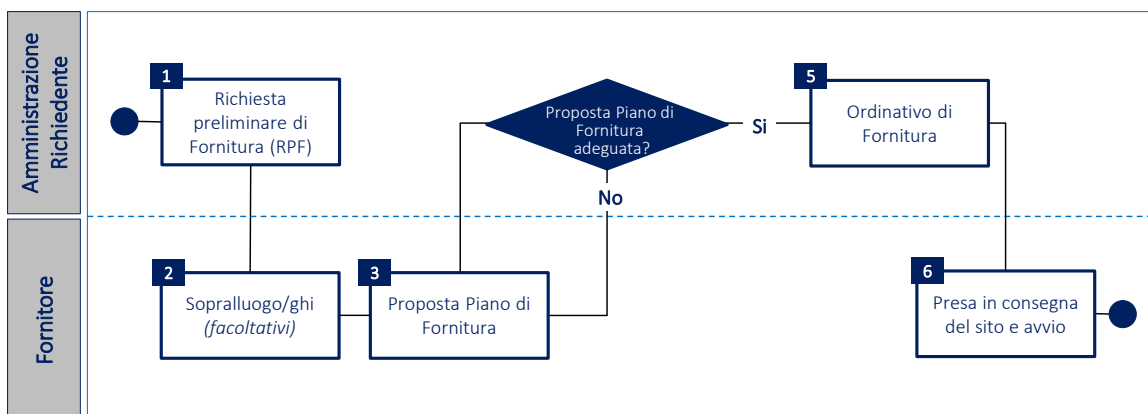 Amministrazione
Richiedente
1
Richiesta
preliminare di
Fornitura (RPF)
Proposta Piano di
Fornitura
adeguata?
Si
No
5
Ordinativo di
Fornitura
Fornitore
2
Sopralluogo/ghi
(facoltativi)
3
Proposta Piano di
Fornitura
6
Presa in consegna
del sito e avvio